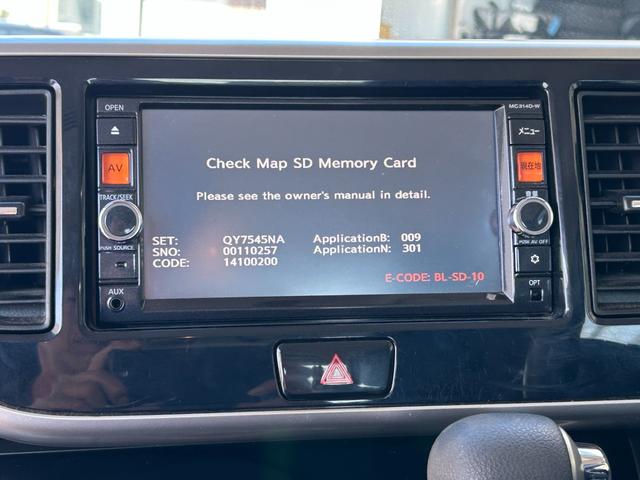 OPEN
MC314D-W
メニュー
AV
現在地
Check Map SD Memory Card
Please see the owner's manual in detail.
TRACK/SEEK
音量
PUSH SOURCE
PUSH AV OFF
SET: QY7545NA ApplicationB: 009
SNO: 00110257 ApplicationN: 301
CODE: 14100200
E-CODE: BL-SD-10
AUX
OPT